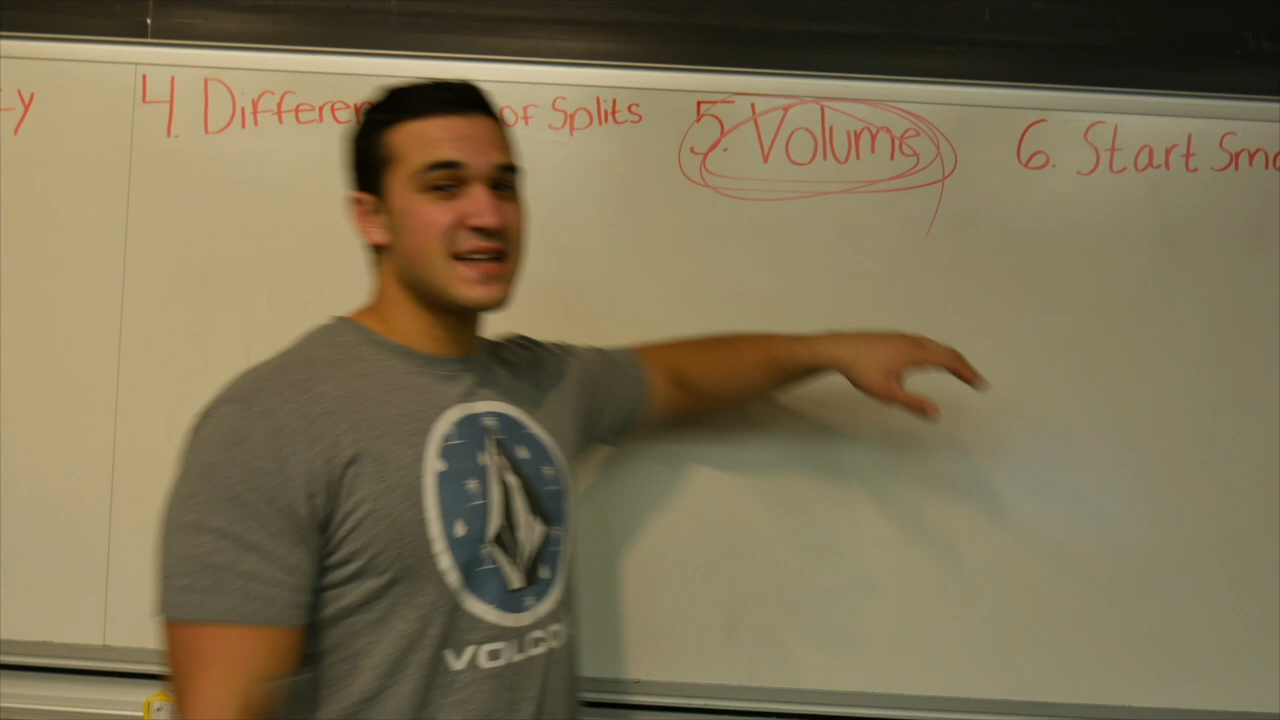 4. Differen of Splits
5. Volume
6. Start Sma
VOLCO